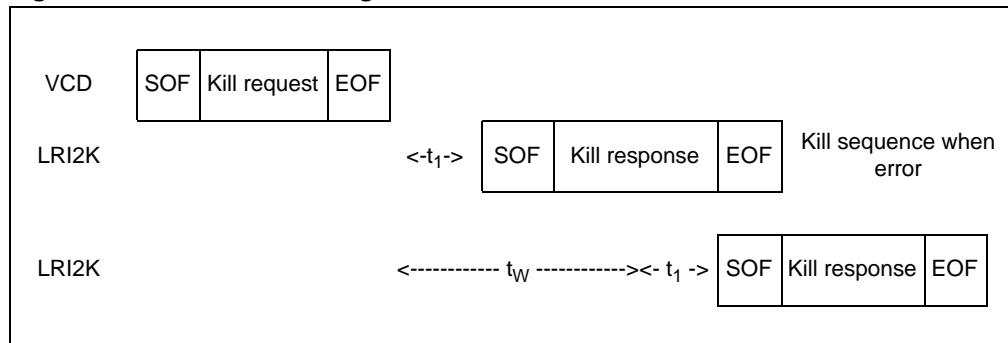 VCD SOF Kill request EOF
LRI2K <-t₁-> SOF Kill response EOF Kill sequence when
error
LRI2K <------------ t_W ------------><- t₁ -> SOF Kill response EOF